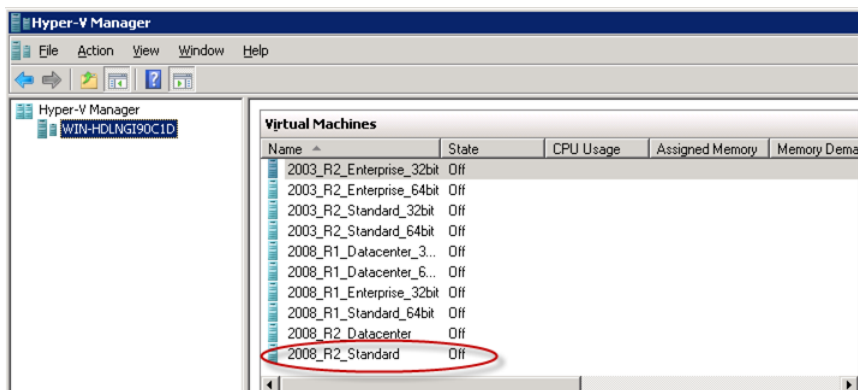 Hyper-V Manager
File Action View Window Help
Hyper-V Manager
WIN-HDLNGI90C1D
Virtual Machines
Name State CPU Usage Assigned Memory Memory Dema
2003_R2_Enterprise_32bit Off
2003_R2_Enterprise_64bit Off
2003_R2_Standard_32bit Off
2003_R2_Standard_64bit Off
2008_R1_Datacenter_3... Off
2008_R1_Datacenter_6... Off
2008_R1_Enterprise_32bit Off
2008_R1_Standard_64bit Off
2008_R2_Datacenter Off
2008_R2_Standard Off